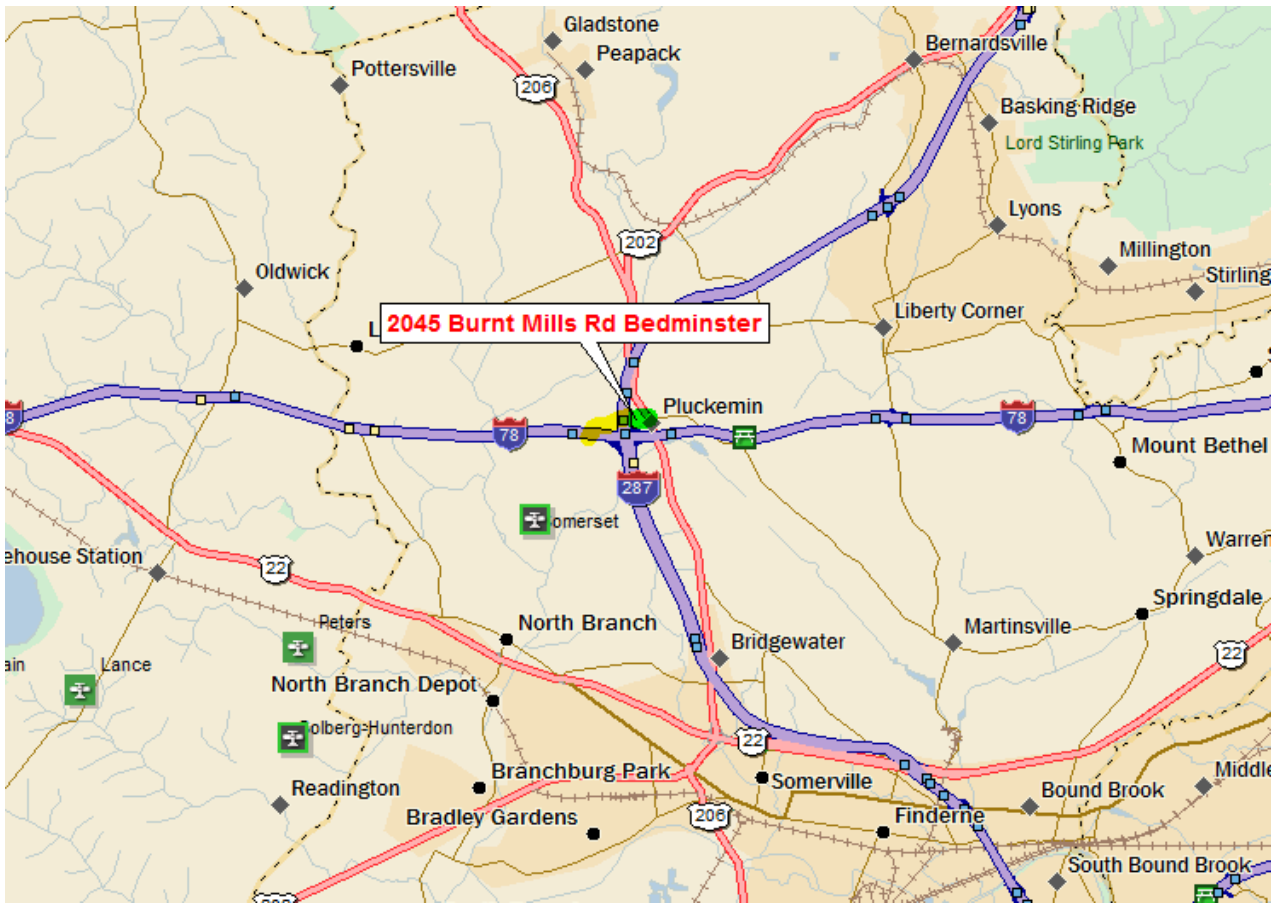 Gladstone
Peapack
Bernardsville
Pottersville
206
Basking Ridge
Lord Stirling Park
Lyons
202
Millington
Stirling
Oldwick
2045 Burnt Mills Rd Bedminster
Liberty Corner
L
Pluckemin
78
78
8
Mount Bethel
287
omerset
ehouse Station
22
Warren
Springdale
Peters
North Branch
Martinsville
Bridgewater
ain
Lance
22
North Branch Depot
olberg-Hunterdon
22
Branchburg Park
Somerville
Middle
Readington
Bound Brook
Bradley Gardens
206
Finderne
South Bound Brook